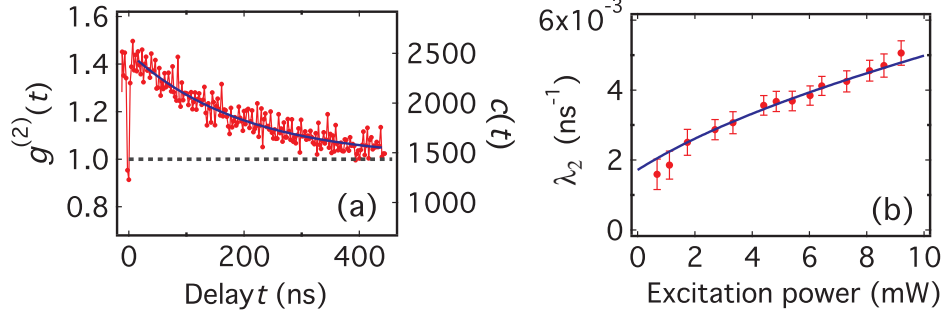 1.6
1.4
1.2
1.0
0.8
g(2)(t)
2500
2000
1500
1000
c(t)
(a)
0 200 400
Delay t (ns)
6x10-3
4
2
0
λ2 (ns-1)
(b)
0 2 4 6 8 10
Excitation power (mW)